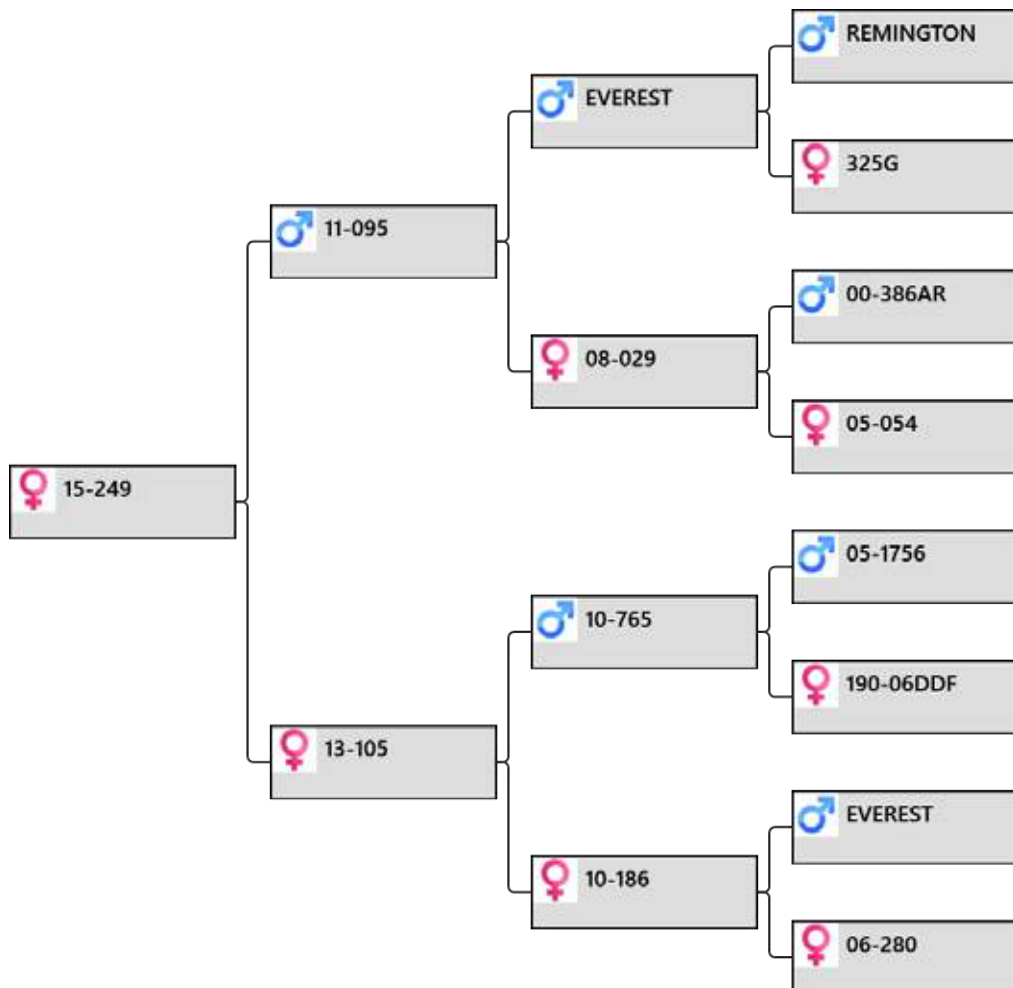 REMINGTON
EVEREST
325G
11-095
00-386AR
08-029
05-054
15-249
05-1756
10-765
190-06DDF
13-105
EVEREST
10-186
06-280